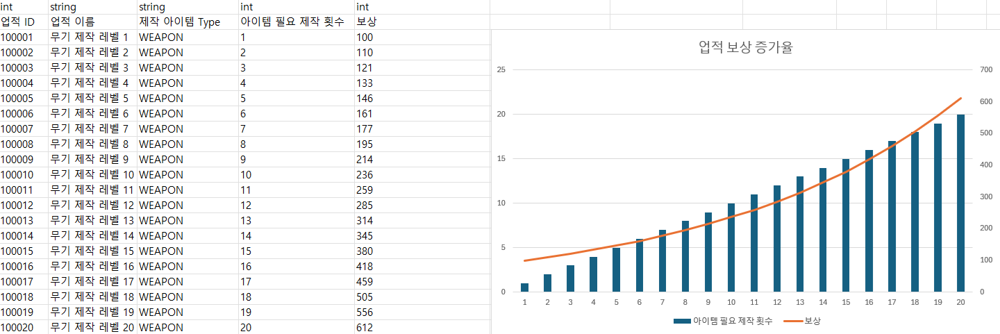 int string string int int
업적 ID 업적 이름 제작 아이템 Type 아이템 필요 제작 횟수 보상
100001 무기 제작 레벨 1 WEAPON 1 100
100002 무기 제작 레벨 2 WEAPON 2 110
100003 무기 제작 레벨 3 WEAPON 3 121
100004 무기 제작 레벨 4 WEAPON 4 133
100005 무기 제작 레벨 5 WEAPON 5 146
100006 무기 제작 레벨 6 WEAPON 6 161
100007 무기 제작 레벨 7 WEAPON 7 177
100008 무기 제작 레벨 8 WEAPON 8 195
100009 무기 제작 레벨 9 WEAPON 9 214
100010 무기 제작 레벨 10 WEAPON 10 236
100011 무기 제작 레벨 11 WEAPON 11 259
100012 무기 제작 레벨 12 WEAPON 12 285
100013 무기 제작 레벨 13 WEAPON 13 314
100014 무기 제작 레벨 14 WEAPON 14 345
100015 무기 제작 레벨 15 WEAPON 15 380
100016 무기 제작 레벨 16 WEAPON 16 418
100017 무기 제작 레벨 17 WEAPON 17 459
100018 무기 제작 레벨 18 WEAPON 18 505
100019 무기 제작 레벨 19 WEAPON 19 556
100020 무기 제작 레벨 20 WEAPON 20 612
업적 보상 증가율
25
20
15
10
5
0
700
600
500
400
300
200
100
0
1 2 3 4 5 6 7 8 9 10 11 12 13 14 15 16 17 18 19 20
아이템 필요 제작 횟수 보상